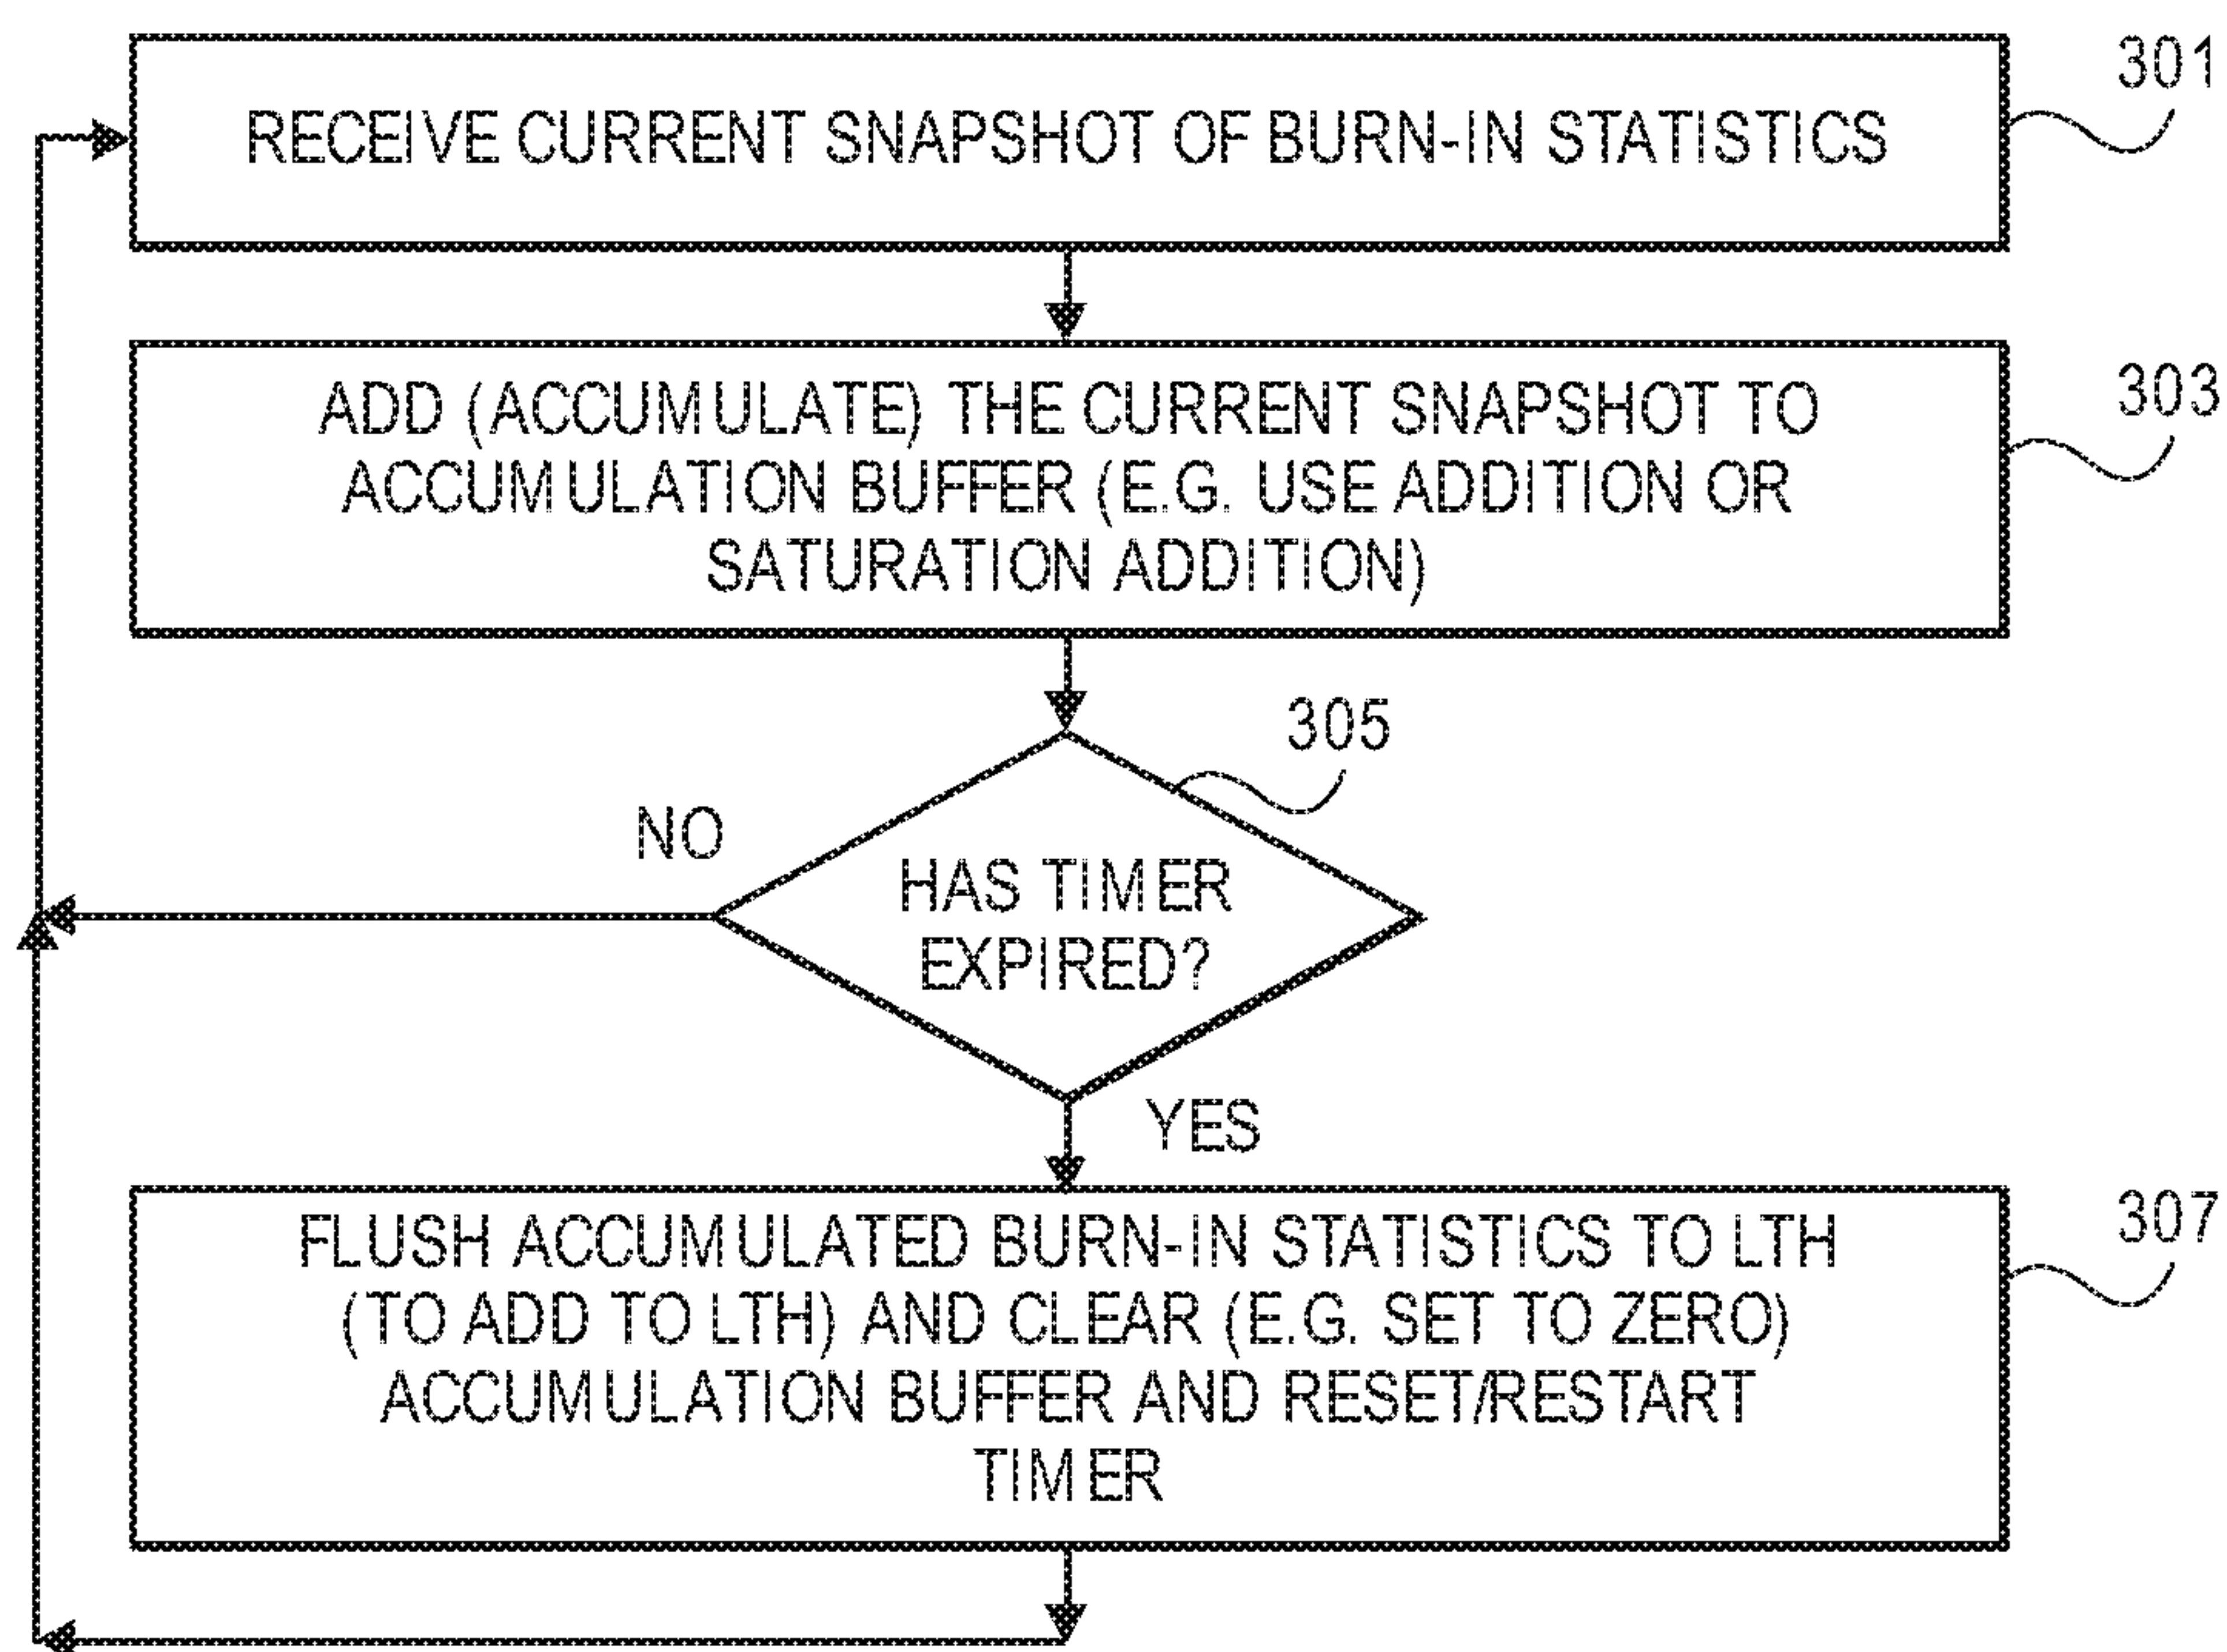 RECEIVE CURRENT SNAPSHOT OF BURN-IN STATISTICS
301
ADD (ACCUMULATE) THE CURRENT SNAPSHOT TO
ACCUMULATION BUFFER (E.G. USE ADDITION OR
SATURATION ADDITION)
303
305
NO
HAS TIMER
EXPIRED?
YES
FLUSH ACCUMULATED BURN-IN STATISTICS TO LTH
(TO ADD TO LTH) AND CLEAR (E.G. SET TO ZERO)
ACCUMULATION BUFFER AND RESET/RESTART
TIMER
307